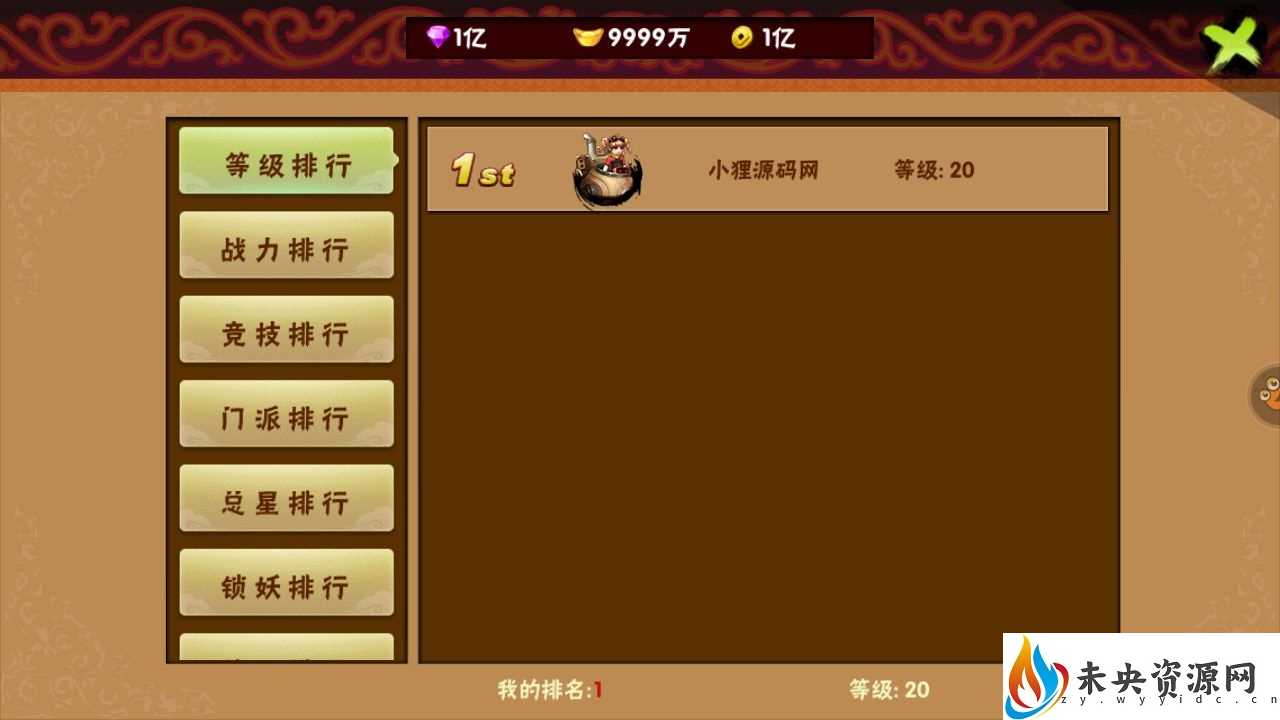 1亿 9999万 1亿
等级排行
1st 小狸源码网 等级: 20
战力排行
竞技排行
门派排行
总星排行
锁妖排行
我的排名:1 等级: 20
未央资源网
zy.wyyidc.cn